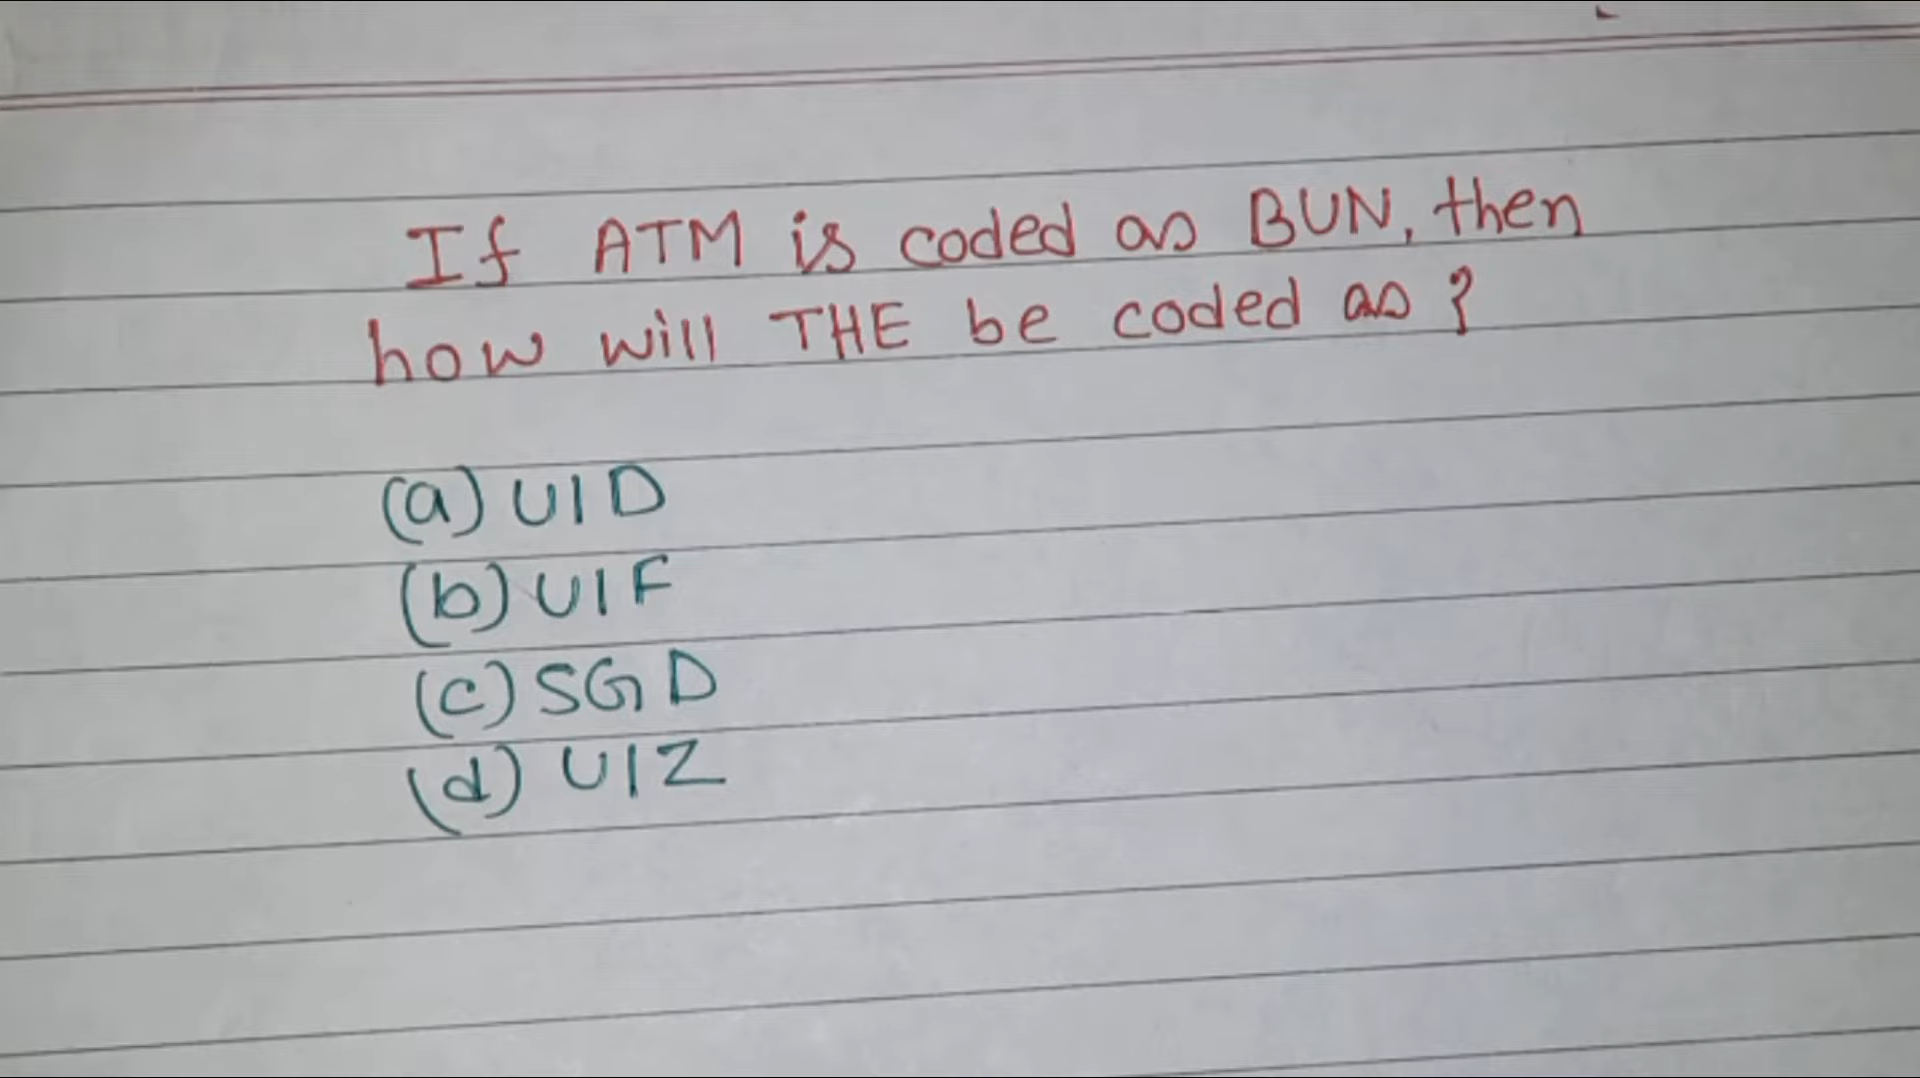 If ATM is coded as BUN, then
how will THE be coded as ?
(a) UID
(b) UIF
(c) SGD
(d) UIZ